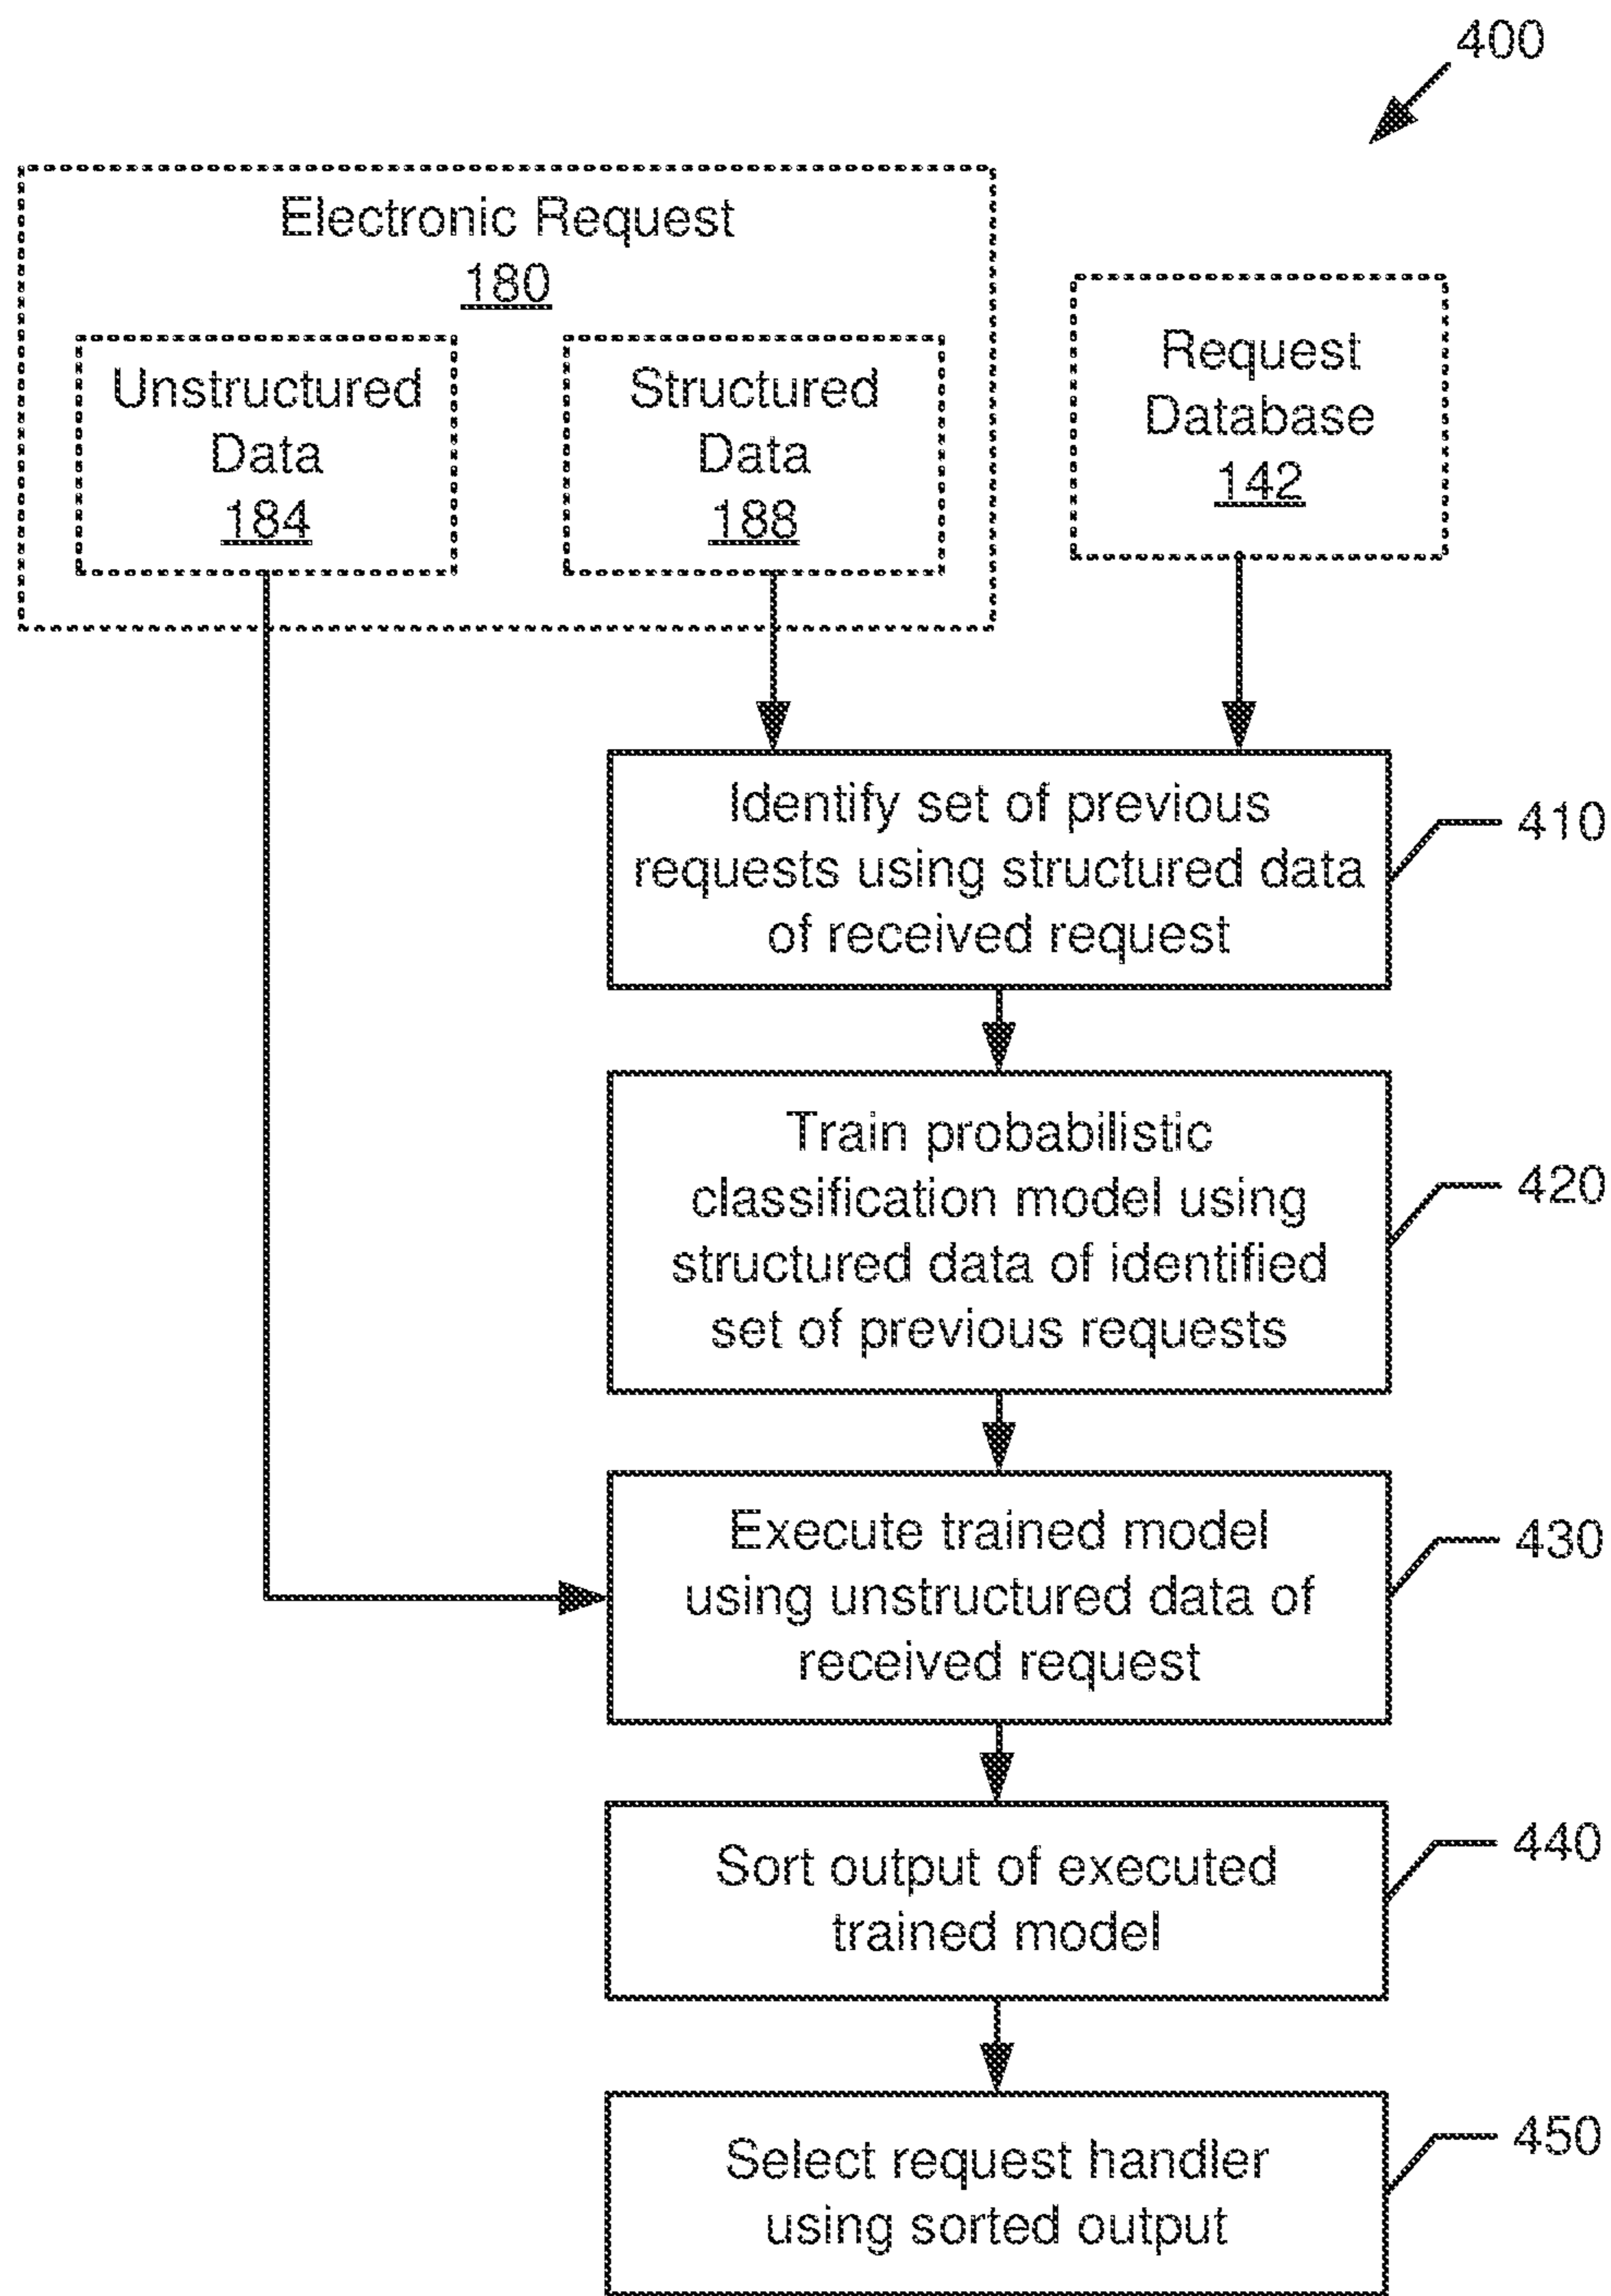 400
Electronic Request
180
Unstructured
Data
184
Structured
Data
188
Request
Database
142
Identify set of previous
requests using structured data
of received request
410
Train probabilistic
classification model using
structured data of identified
set of previous requests
420
Execute trained model
using unstructured data of
received request
430
Sort output of executed
trained model
440
Select request handler
using sorted output
450